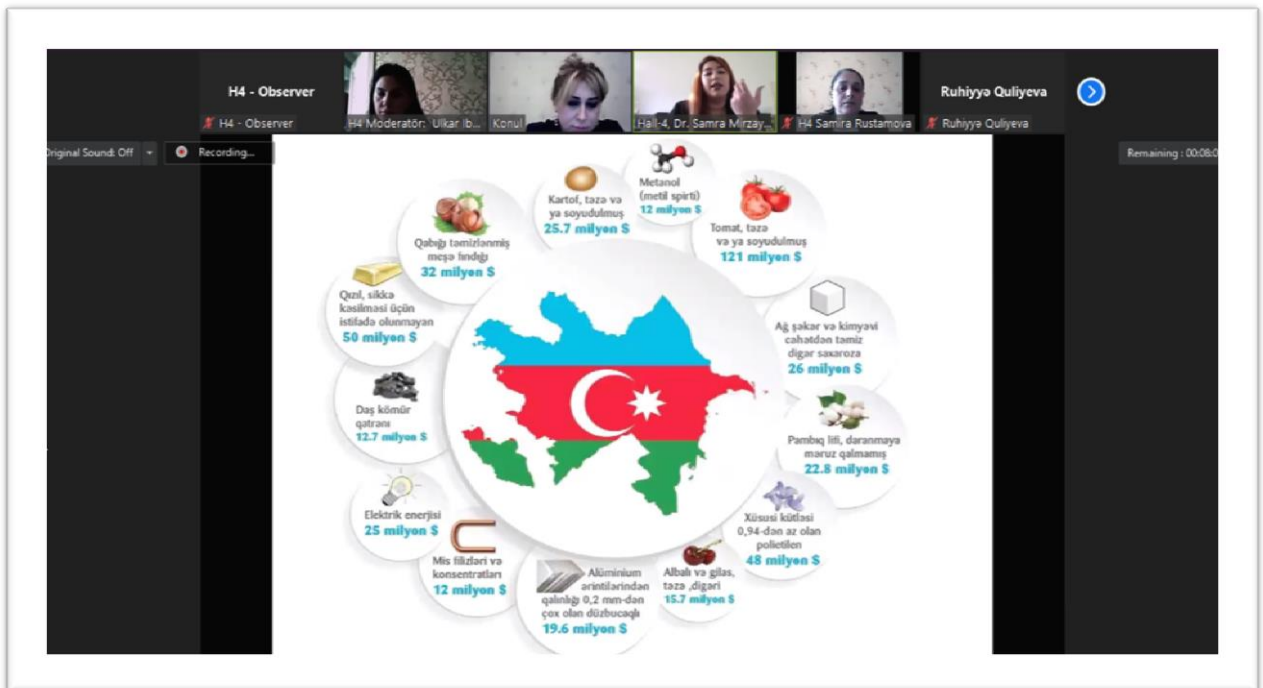 H4 - Observer
Ruhiyyə Quliyeva
H4 - Observer
H4 Moderatör: Ulkar Ib...
Konul
Hall-4, Dr. Samra Mirzay...
H4 Samira Rustamova
Ruhiyyə Quliyeva
Original Sound: Off
Recording...
Remaining : 00:08:0
Metanol
(metil spirti)
12 milyon $
Kartof, təzə və
ya soyudulmuş
25.7 milyon $
Tomat, təzə
və ya soyudulmuş
121 milyon $
Qabığı təmizlənmiş
meşə fındığı
32 milyon $
Qızıl, sikkə
kəsilməsi üçün
istifadə olunmayan
50 milyon $
Ağ şəkər və kimyəvi
cəhətdən təmiz
digər saxaroza
26 milyon $
Daş kömür
qatranı
12.7 milyon $
Pambıq lifi, daranmaya
məruz qalmamış
22.8 milyon $
Elektrik enerjisi
25 milyon $
Xüsusi kütləsi
0,94-dən az olan
polietilen
48 milyon $
Mis filizləri və
konsentratları
12 milyon $
Alüminium
ərintilərindən
qalınlığı 0,2 mm-dən
çox olan düzbucaqlı
19.6 milyon $
Albalı və gilas,
təzə ,digəri
15.7 milyon $